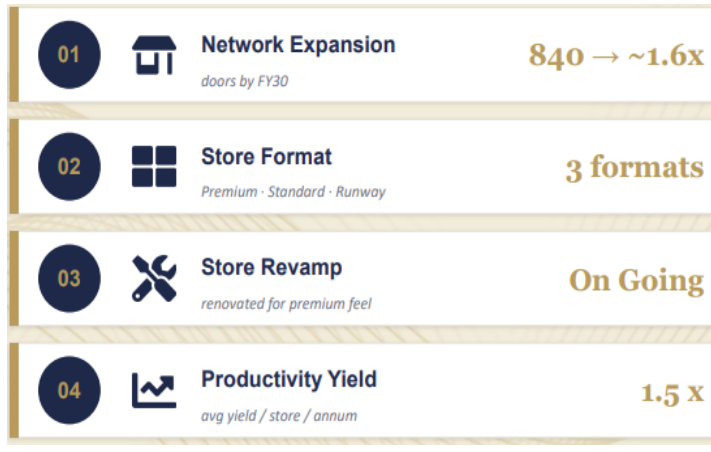 01
Network Expansion
840 → ~1.6x
doors by FY30
02
Store Format
3 formats
Premium · Standard · Runway
03
Store Revamp
On Going
renovated for premium feel
04
Productivity Yield
1.5 x
avg yield / store / annum